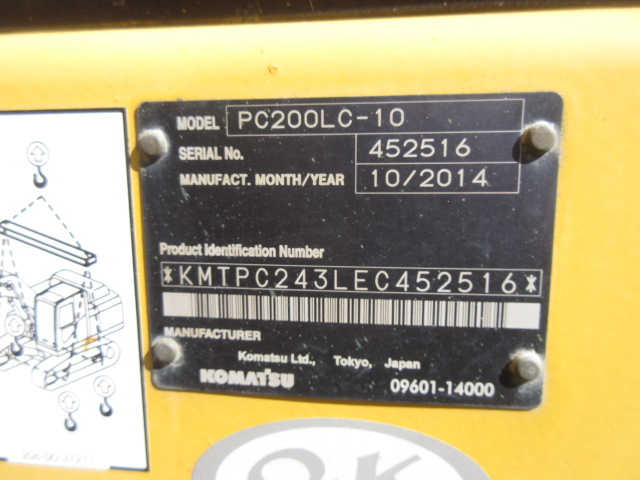 MODEL PC200LC-10
SERIAL No. 452516
MANUFACT. MONTH/YEAR 10/2014
Product Identification Number
*KMTPC243LEC452516*
MANUFACTURER
Komatsu Ltd., Tokyo, Japan
KOMATSU 09601-14000
O.K